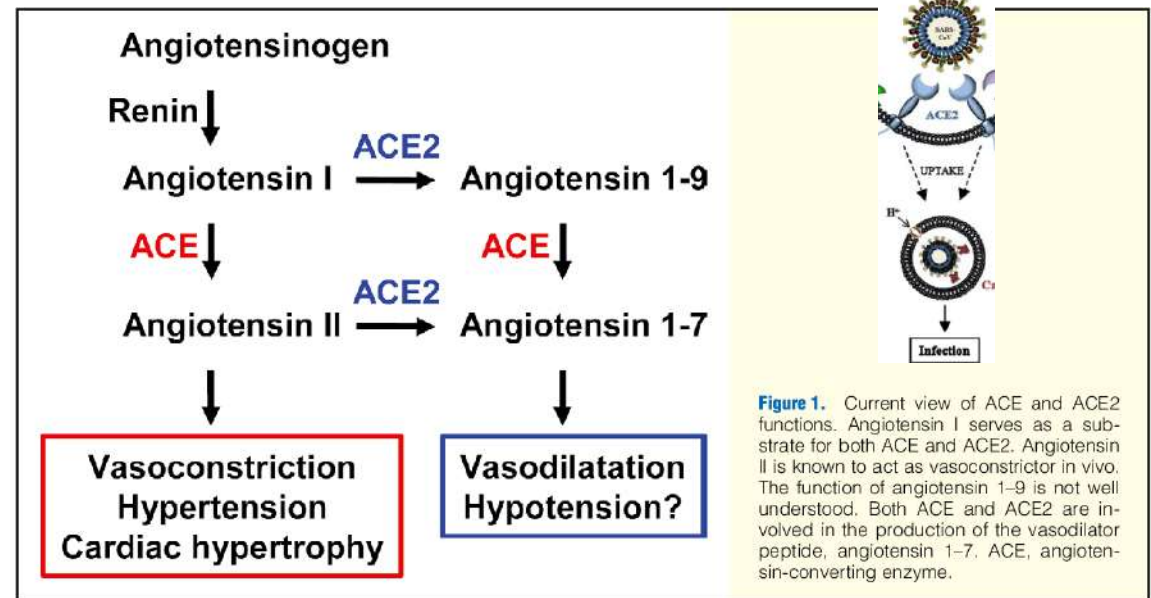 Angiotensinogen
Renin
ACE2
Angiotensin I
Angiotensin 1-9
ACE
ACE
ACE2
Angiotensin II
Angiotensin 1-7
Vasoconstriction
Hypertension
Cardiac hypertrophy
Vasodilatation
Hypotension?
SARS-
CoV
ACE2
UPTAKE
H+
Infection
Figure 1. Current view of ACE and ACE2
functions. Angiotensin I serves as a sub-
strate for both ACE and ACE2. Angiotensin
II is known to act as vasoconstrictor in vivo.
The function of angiotensin 1–9 is not well
understood. Both ACE and ACE2 are in-
volved in the production of the vasodilator
peptide, angiotensin 1–7. ACE, angioten-
sin-converting enzyme.